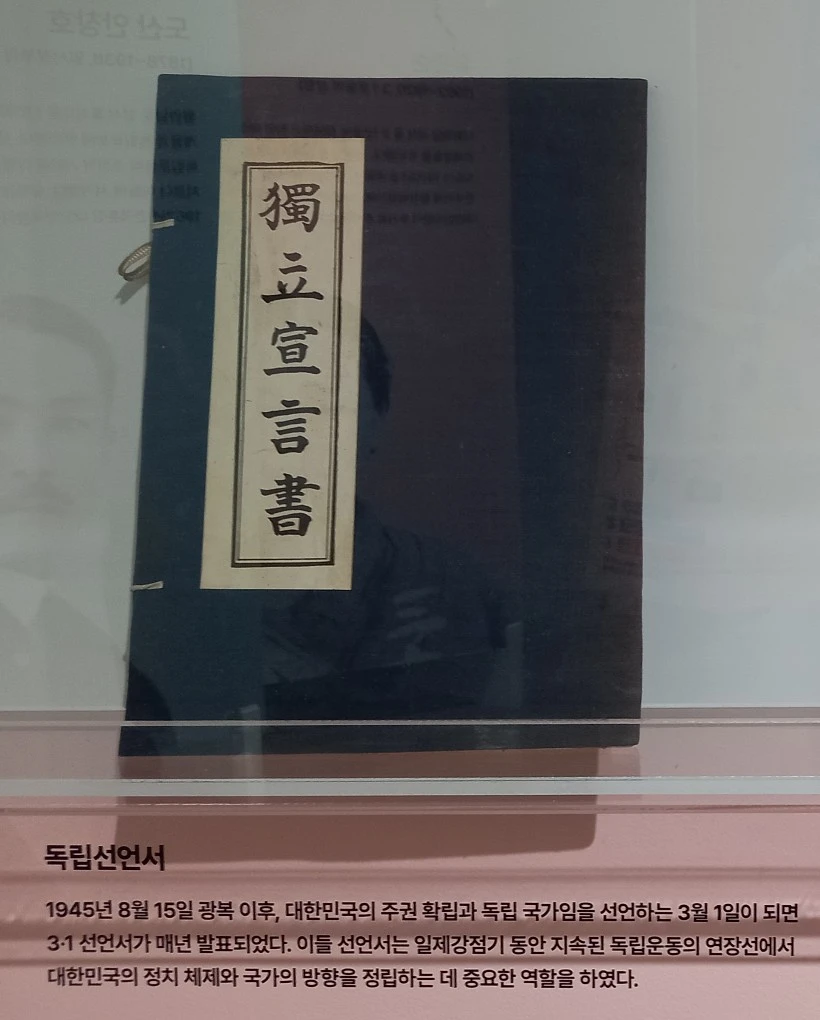 도산 안창호
獨立宣言書
독립선언서
1945년 8월 15일 광복 이후, 대한민국의 주권 확립과 독립 국가임을 선언하는 3월 1일이 되면
3·1 선언서가 매년 발표되었다. 이들 선언서는 일제강점기 동안 지속된 독립운동의 연장선에서
대한민국의 정치 체제와 국가의 방향을 정립하는 데 중요한 역할을 하였다.